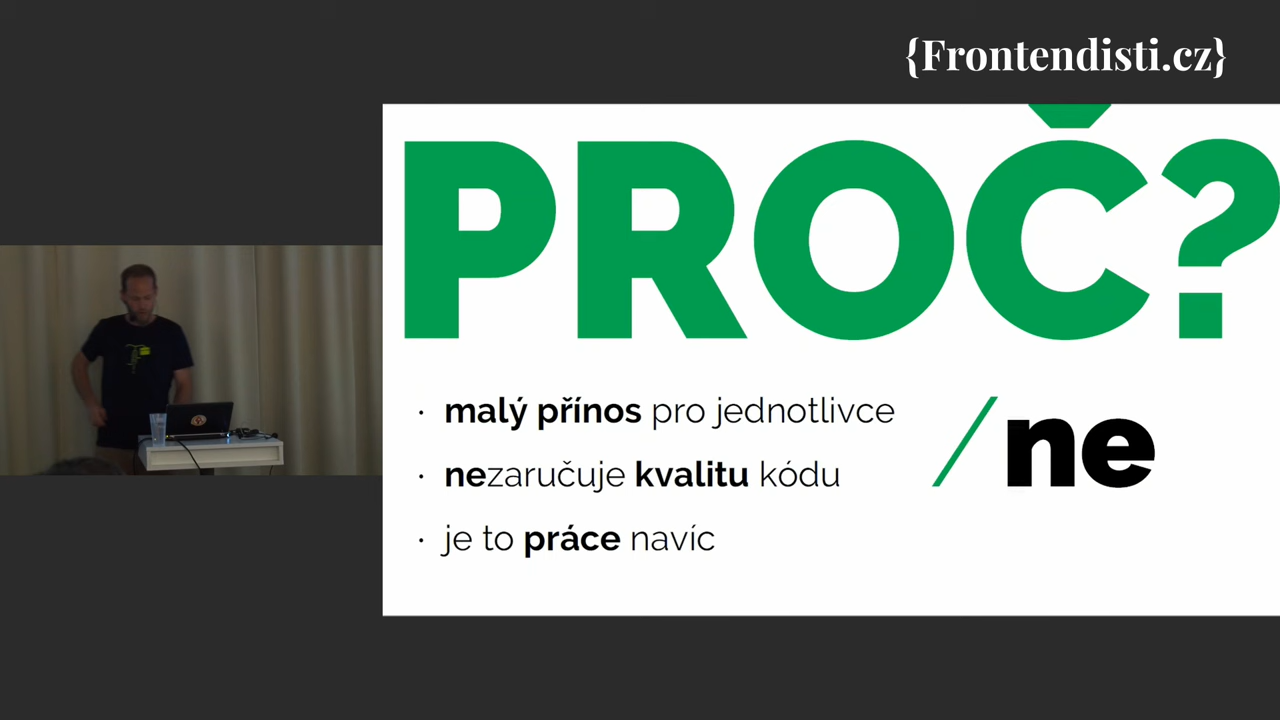 {Frontendisti.cz}
PROČ?
· malý přínos pro jednotlivce
· nezaručuje kvalitu kódu
· je to práce navíc
/ne